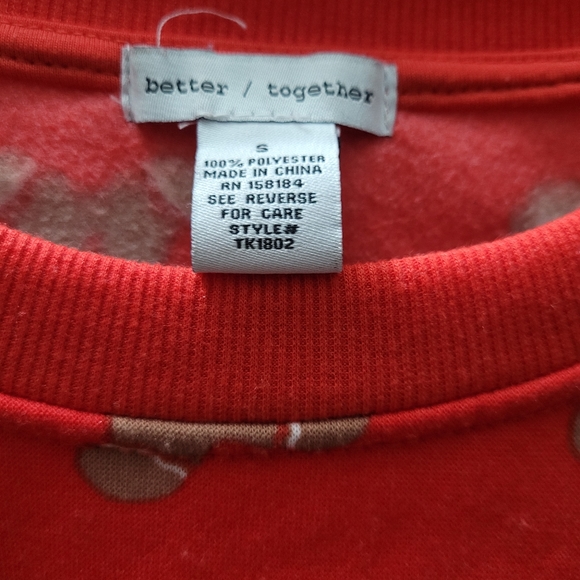 better / together
S
100% POLYESTER
MADE IN CHINA
RN 158184
SEE REVERSE
FOR CARE
STYLE#
TK1802